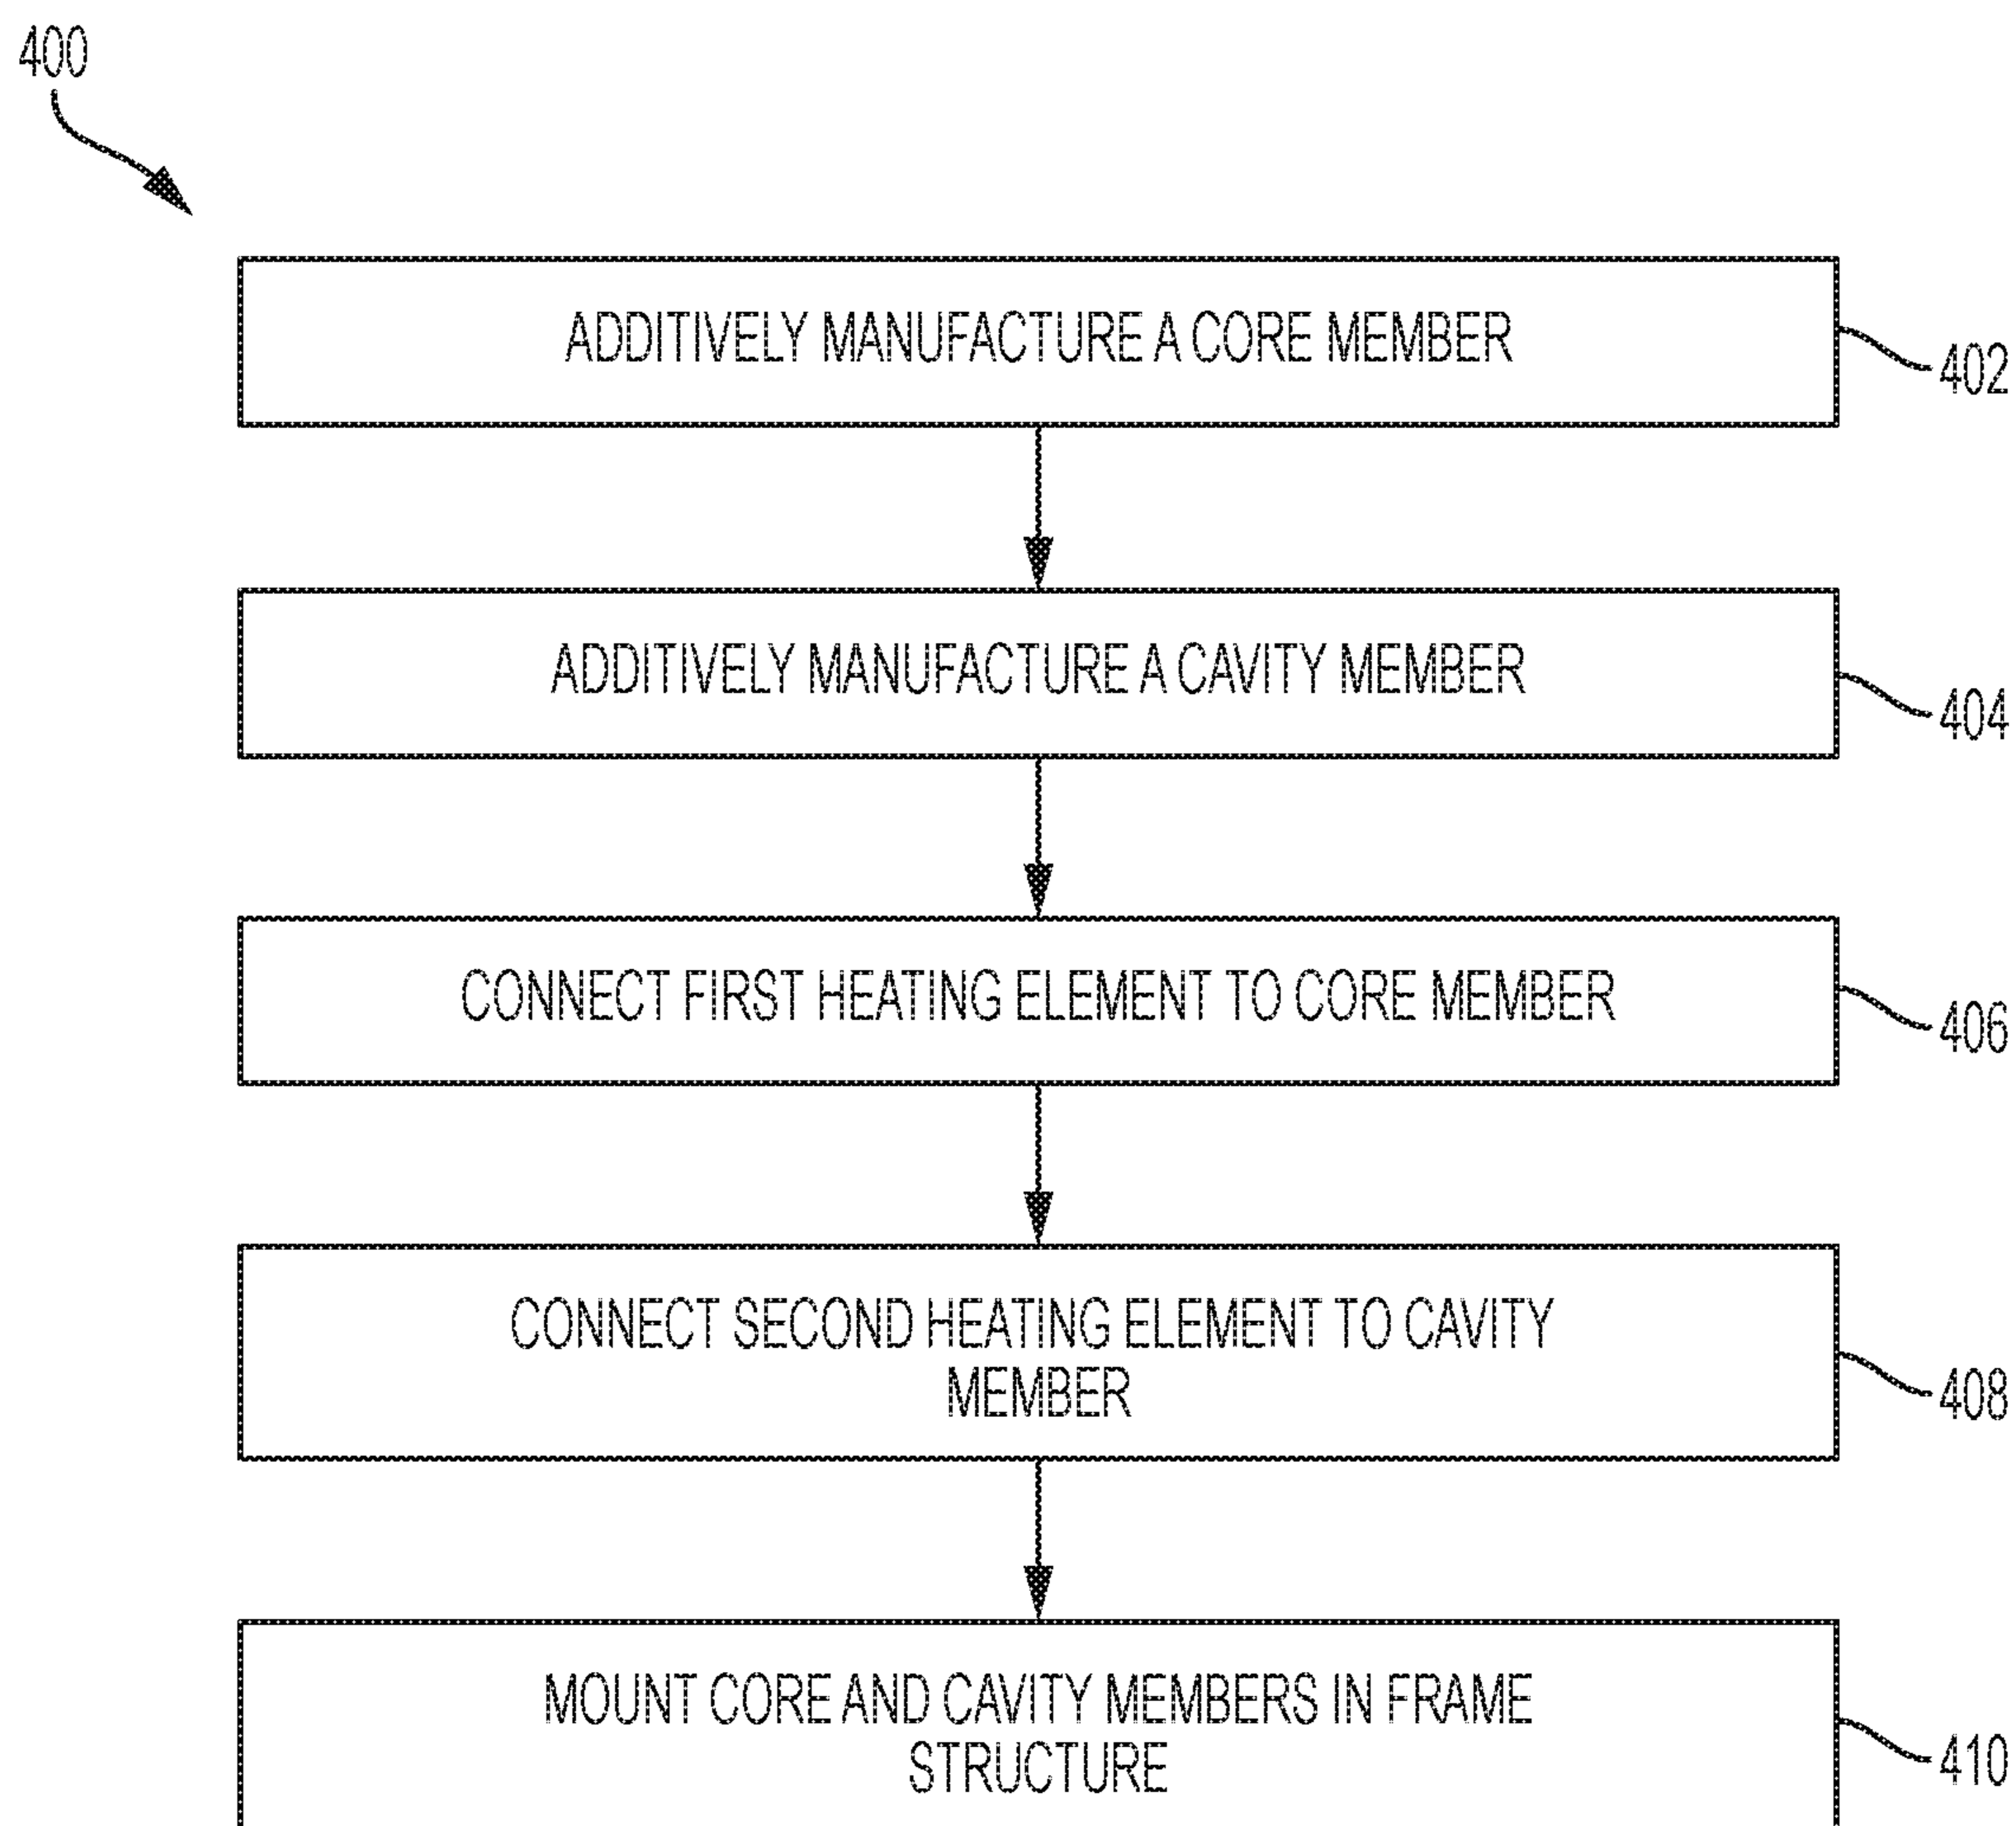 400
ADDITIVELY MANUFACTURE A CORE MEMBER
402
ADDITIVELY MANUFACTURE A CAVITY MEMBER
404
CONNECT FIRST HEATING ELEMENT TO CORE MEMBER
406
CONNECT SECOND HEATING ELEMENT TO CAVITY
MEMBER
408
MOUNT CORE AND CAVITY MEMBERS IN FRAME
STRUCTURE
410